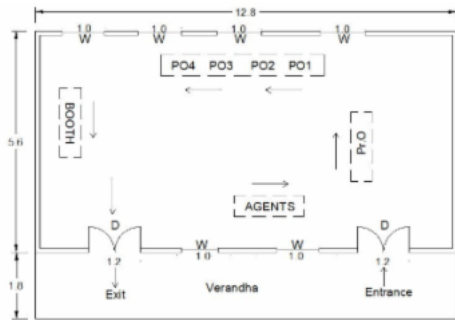 12.8
1.0 1.0 1.0 1.0
W W W W
PO4 PO3 PO2 PO1
BOOTH
Pr.O
5.6
AGENTS
D W W D
1.2 1.0 1.0 1.2
1.8
Exit Verandha Entrance